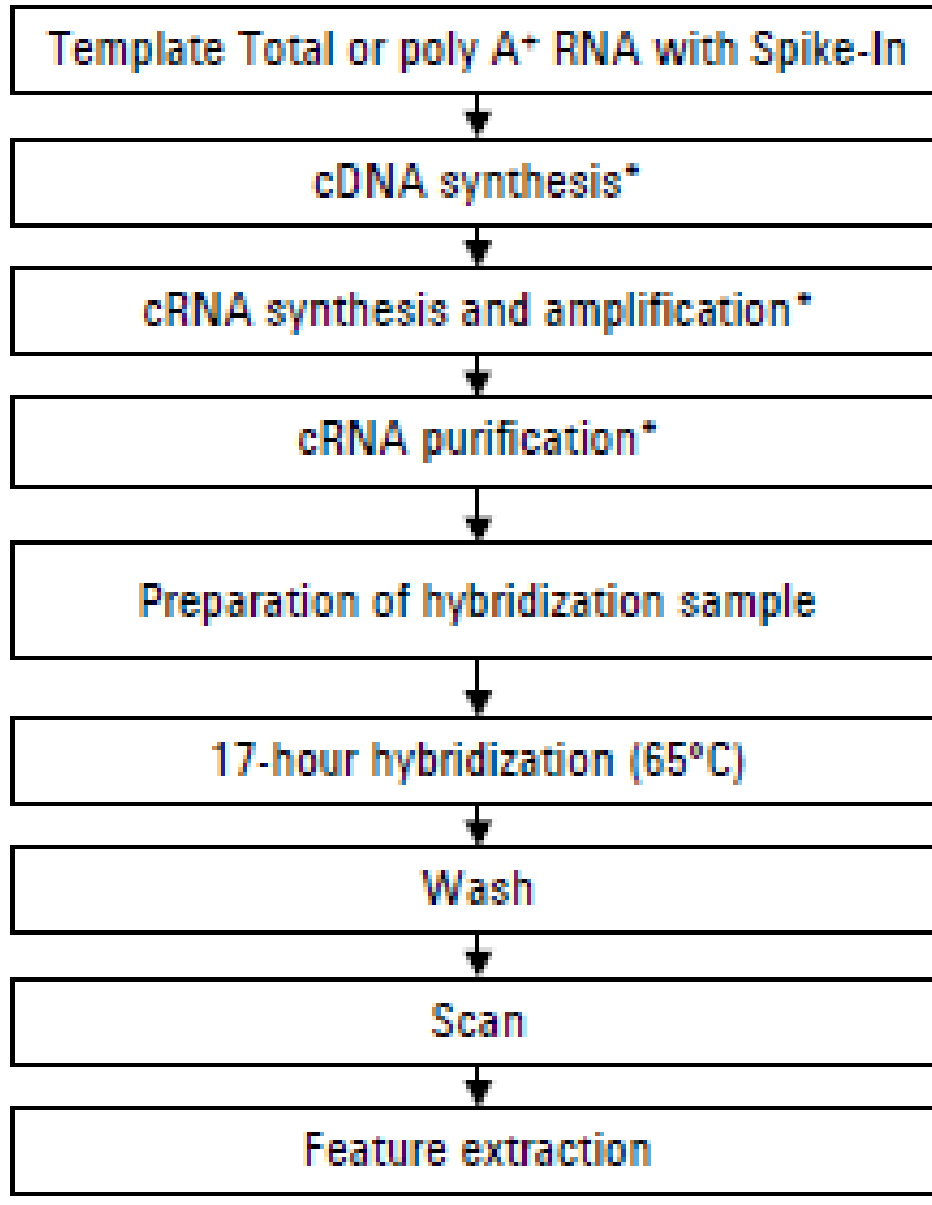 Template Total or poly A⁺ RNA with Spike-In
cDNA synthesis*
cRNA synthesis and amplification*
cRNA purification*
Preparation of hybridization sample
17-hour hybridization (65ºC)
Wash
Scan
Feature extraction